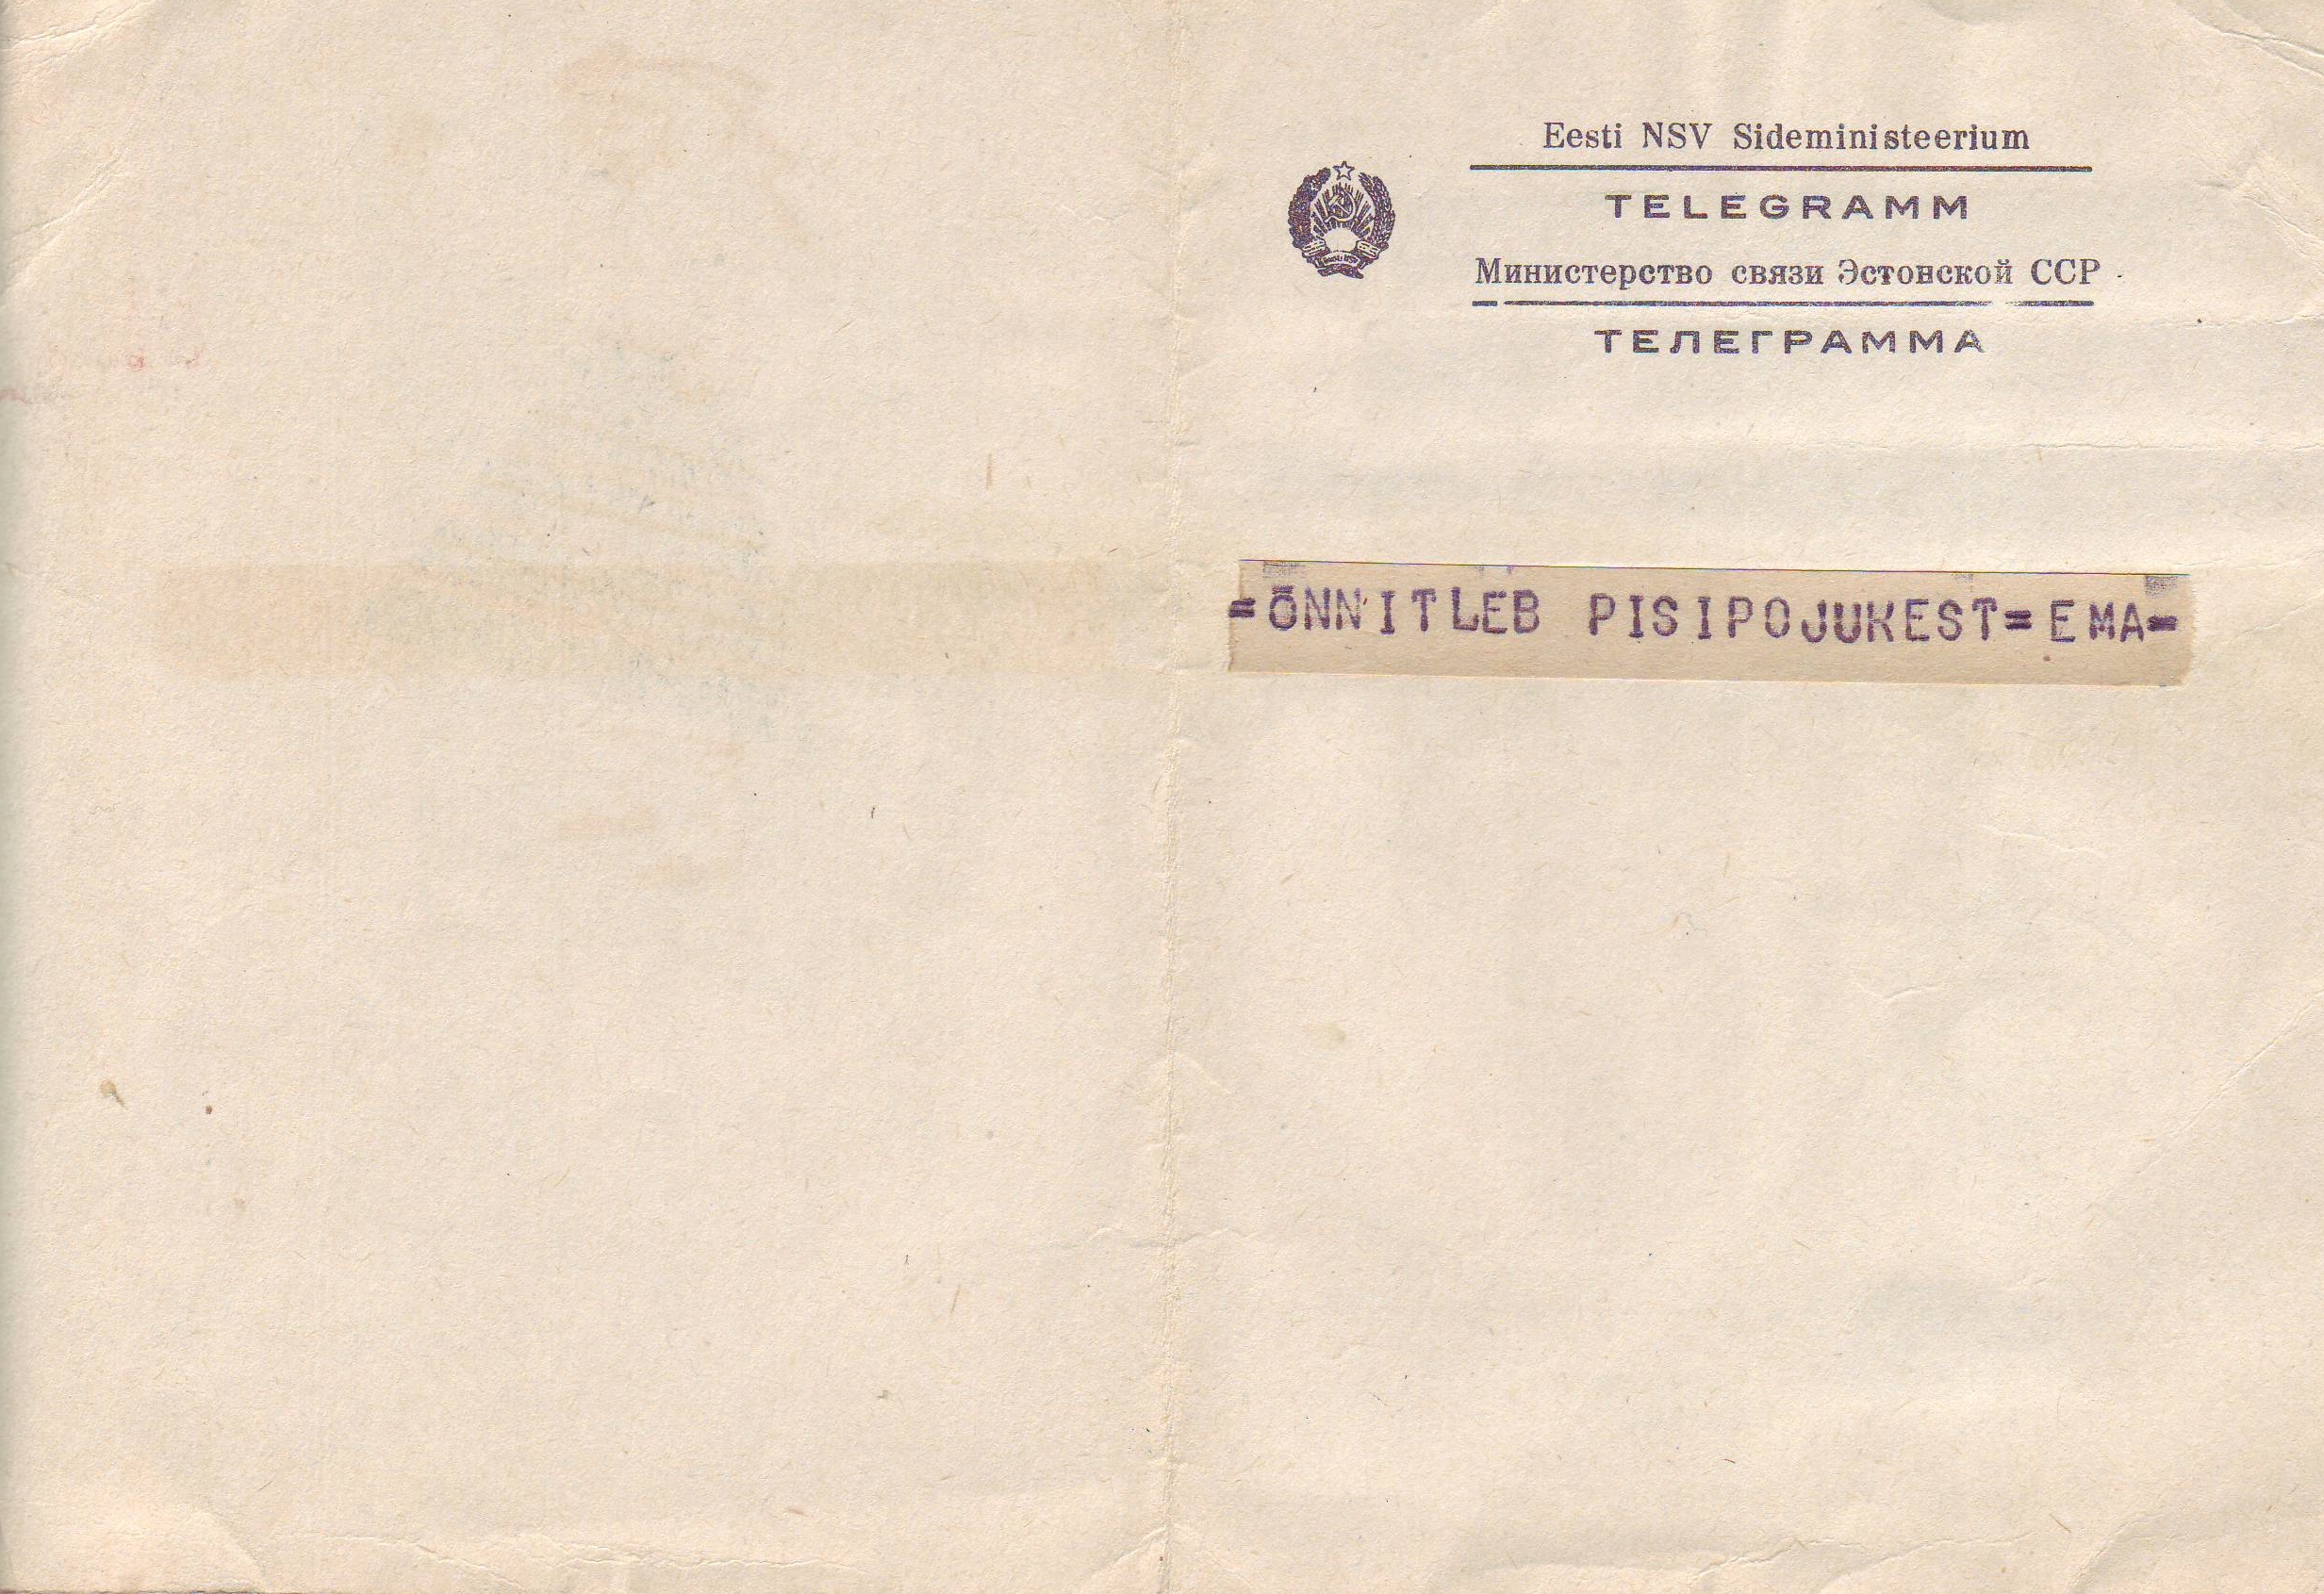 Eesti NSV Sideministeerium
TELEGRAMM
Министерство связи Эстонской ССР
ТЕЛЕГРАММА
=ÕNNITLEB PISIPOJUKEST=EMA=